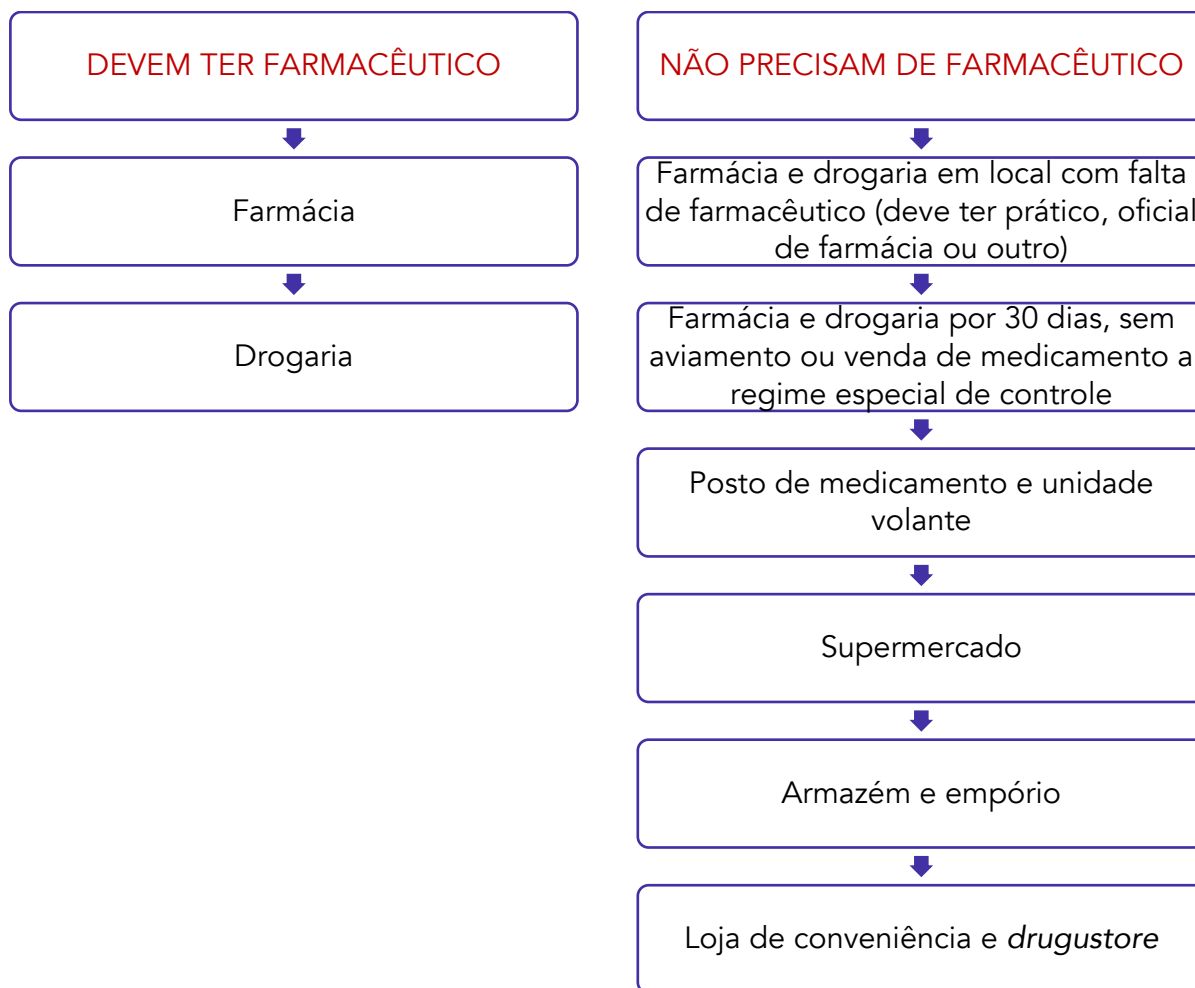 DEVEM TER FARMACÊUTICO
Farmácia
Drogaria
NÃO PRECISAM DE FARMACÊUTICO
Farmácia e drogaria em local com falta
de farmacêutico (deve ter prático, oficial
de farmácia ou outro)
Farmácia e drogaria por 30 dias, sem
aviamento ou venda de medicamento a
regime especial de controle
Posto de medicamento e unidade
volante
Supermercado
Armazém e empório
Loja de conveniência e drugustore